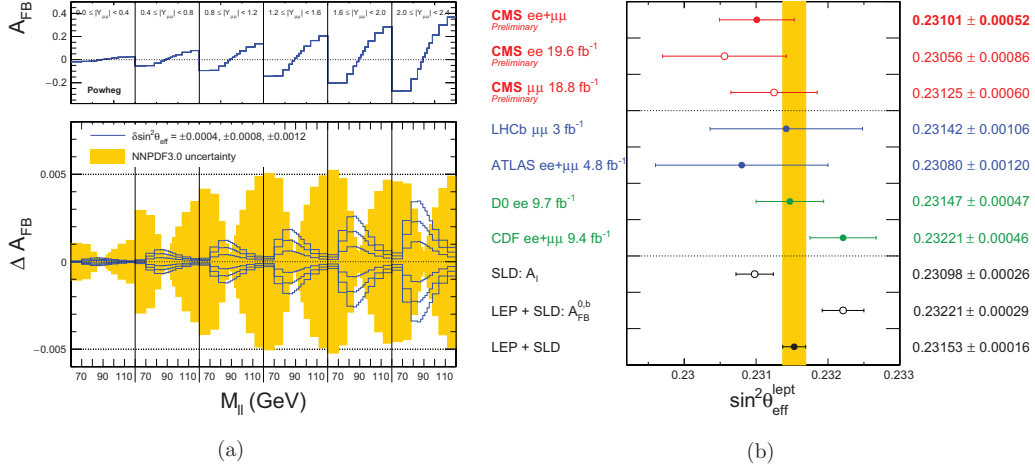 A_FB
0.4
0.2
0
−0.2
0.0 ≤ |Y_μμ| < 0.4
0.4 ≤ |Y_μμ| < 0.8
0.8 ≤ |Y_μμ| < 1.2
1.2 ≤ |Y_μμ| < 1.6
1.6 ≤ |Y_μμ| < 2.0
2.0 ≤ |Y_μμ| < 2.4
Powheg
δsin²θ_eff = ±0.0004, ±0.0008, ±0.0012
NNPDF3.0 uncertainty
Δ A_FB
0.005
0
−0.005
70 90 110 70 90 110 70 90 110 70 90 110 70 90 110 70 90 110
M_ll (GeV)
(a)
CMS ee+μμ 0.23101 ± 0.00052
Preliminary
CMS ee 19.6 fb⁻¹ 0.23056 ± 0.00086
Preliminary
CMS μμ 18.8 fb⁻¹ 0.23125 ± 0.00060
Preliminary
LHCb μμ 3 fb⁻¹ 0.23142 ± 0.00106
ATLAS ee+μμ 4.8 fb⁻¹ 0.23080 ± 0.00120
D0 ee 9.7 fb⁻¹ 0.23147 ± 0.00047
CDF ee+μμ 9.4 fb⁻¹ 0.23221 ± 0.00046
SLD: A_l 0.23098 ± 0.00026
LEP + SLD: A_FB^0,b 0.23221 ± 0.00029
LEP + SLD 0.23153 ± 0.00016
0.23 0.231 0.232 0.233
sin²θ_eff^lept
(b)